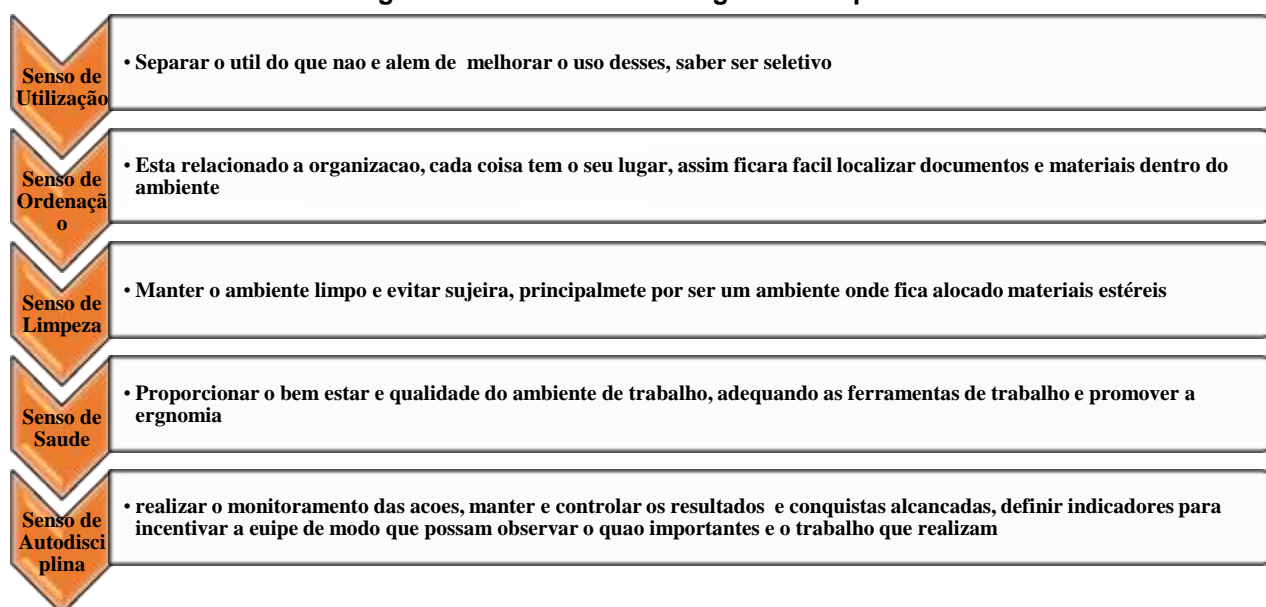 Senso de
Utilização
• Separar o util do que nao e alem de melhorar o uso desses, saber ser seletivo
Senso de
Ordenaçã
o
• Esta relacionado a organizacao, cada coisa tem o seu lugar, assim ficara facil localizar documentos e materiais dentro do
ambiente
Senso de
Limpeza
• Manter o ambiente limpo e evitar sujeira, principalmete por ser um ambiente onde fica alocado materiais estéreis
Senso de
Saude
• Proporcionar o bem estar e qualidade do ambiente de trabalho, adequando as ferramentas de trabalho e promover a
ergnomia
Senso de
Autodisci
plina
• realizar o monitoramento das acoes, manter e controlar os resultados e conquistas alcancadas, definir indicadores para
incentivar a euipe de modo que possam observar o quao importantes e o trabalho que realizam